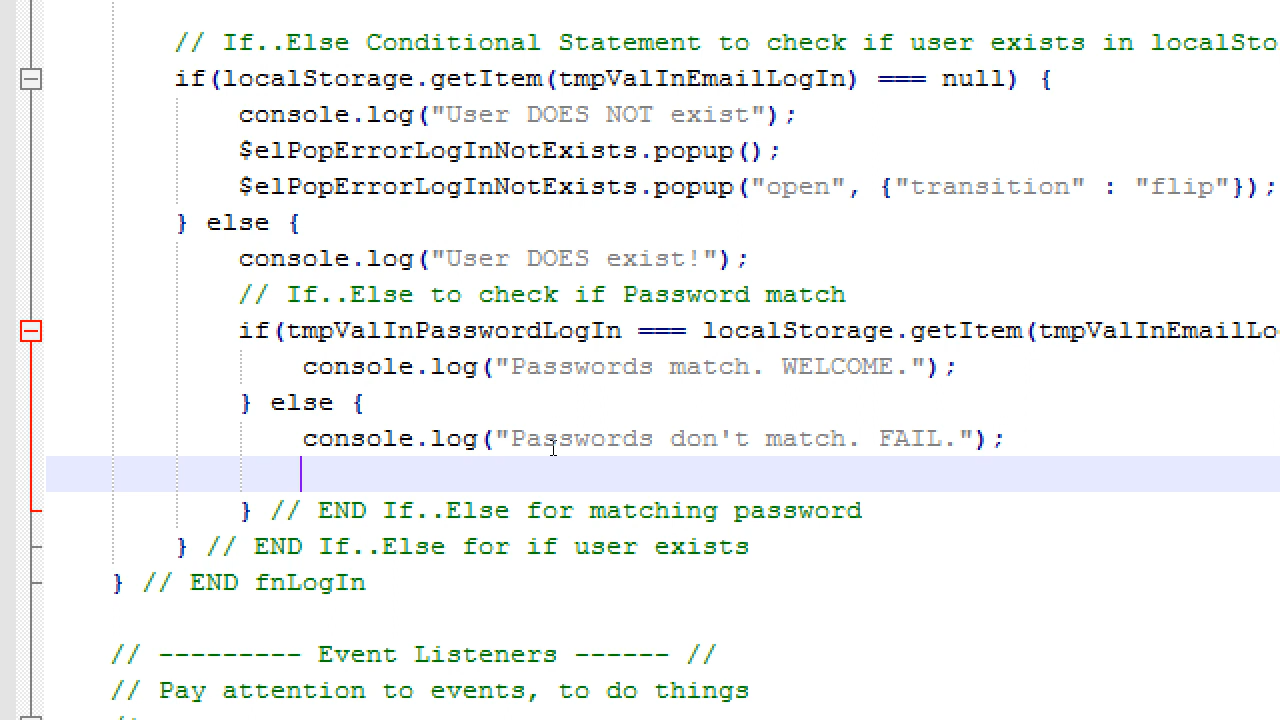 // If..Else Conditional Statement to check if user exists in
if(localStorage.getItem(tmpValInEmailLogIn) === null) {
console.log("User DOES NOT exist");
$elPopErrorLogInNotExists.popup();
$elPopErrorLogInNotExists.popup("open", {"transition" : "flip"});
} else {
console.log("User DOES exist!");
// If..Else to check if Password match
if(tmpValInPasswordLogIn === localStorage.getItem(tmpValInEmailLo
console.log("Passwords match. WELCOME.");
} else {
console.log("Passwords don't match. FAIL.");
} // END If..Else for matching password
} // END If..Else for if user exists
} // END fnLogIn
// --------- Event Listeners ------ //
// Pay attention to events, to do things